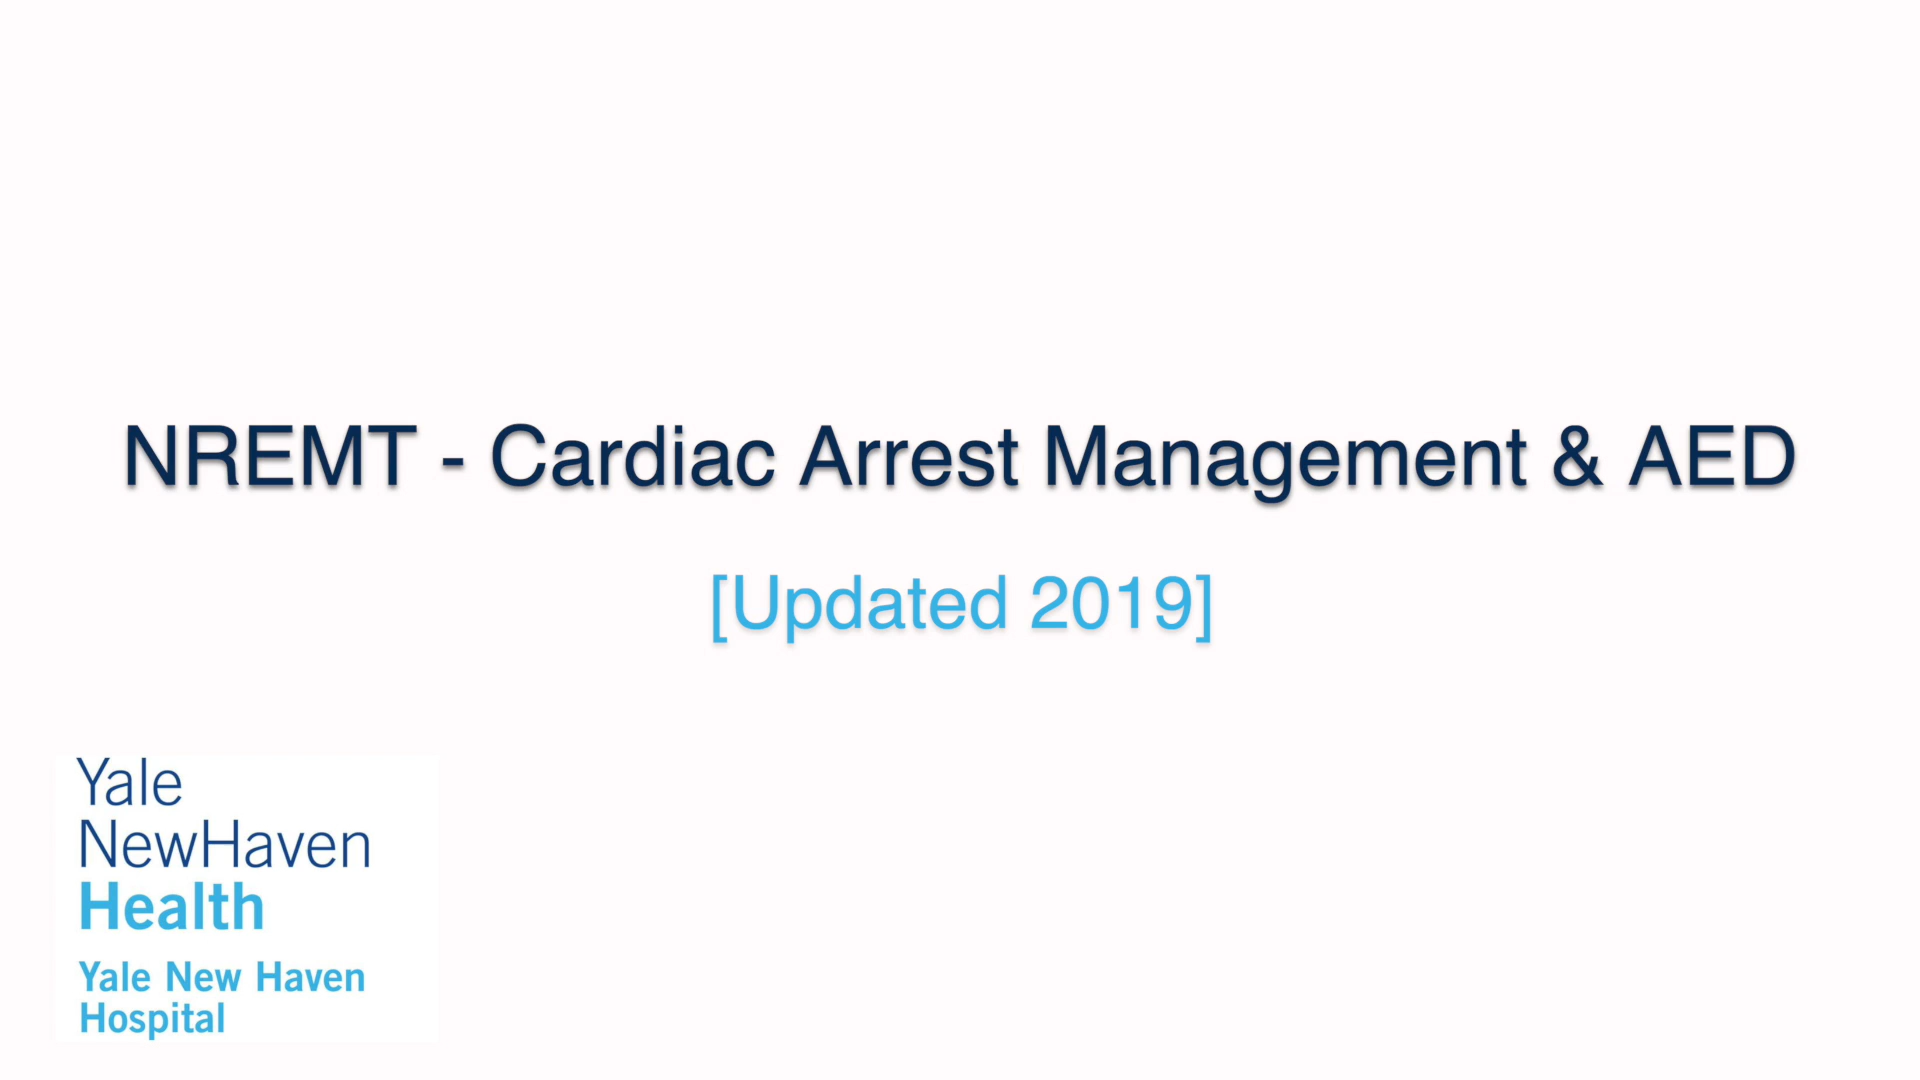 NREMT - Cardiac Arrest Management & AED
[Updated 2019]
Yale
NewHaven
Health
Yale New Haven
Hospital